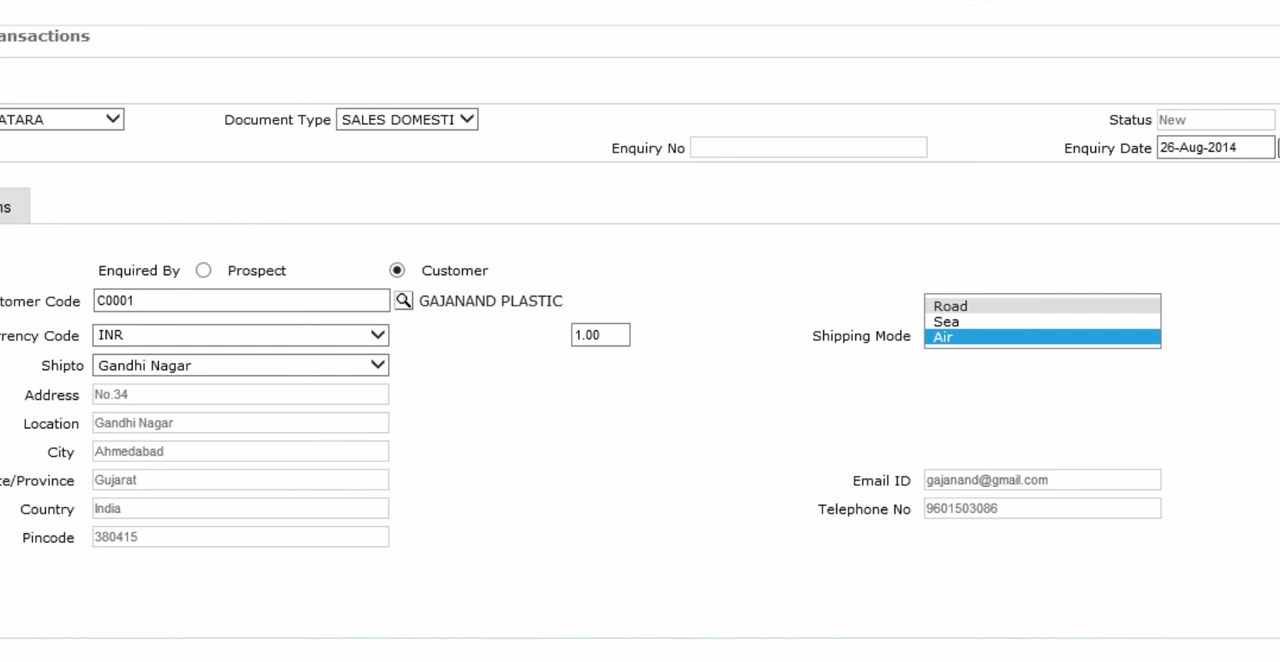 ansactions
ATARA Document Type SALES DOMESTI Status New
Enquiry No Enquiry Date 26-Aug-2014
ns
Enquired By Prospect Customer
tomer Code C0001 GAJANAND PLASTIC
Road
Sea
rency Code INR 1.00 Shipping Mode Air
Shipto Gandhi Nagar
Address No.34
Location Gandhi Nagar
City Ahmedabad
te/Province Gujarat Email ID gajanand@gmail.com
Country India Telephone No 9601503086
Pincode 380415